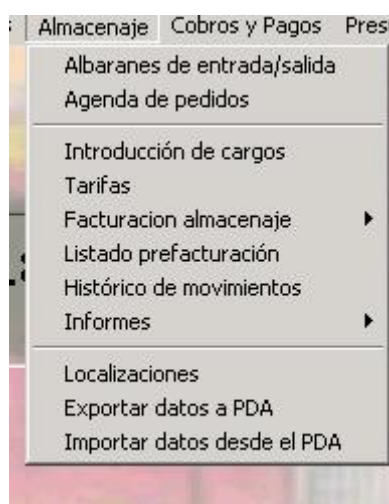 Almacenaje Cobros y Pagos Pres
Albaranes de entrada/salida
Agenda de pedidos
Introducción de cargos
Tarifas
Facturacion almacenaje
Listado prefacturación
Histórico de movimientos
Informes
Localizaciones
Exportar datos a PDA
Importar datos desde el PDA